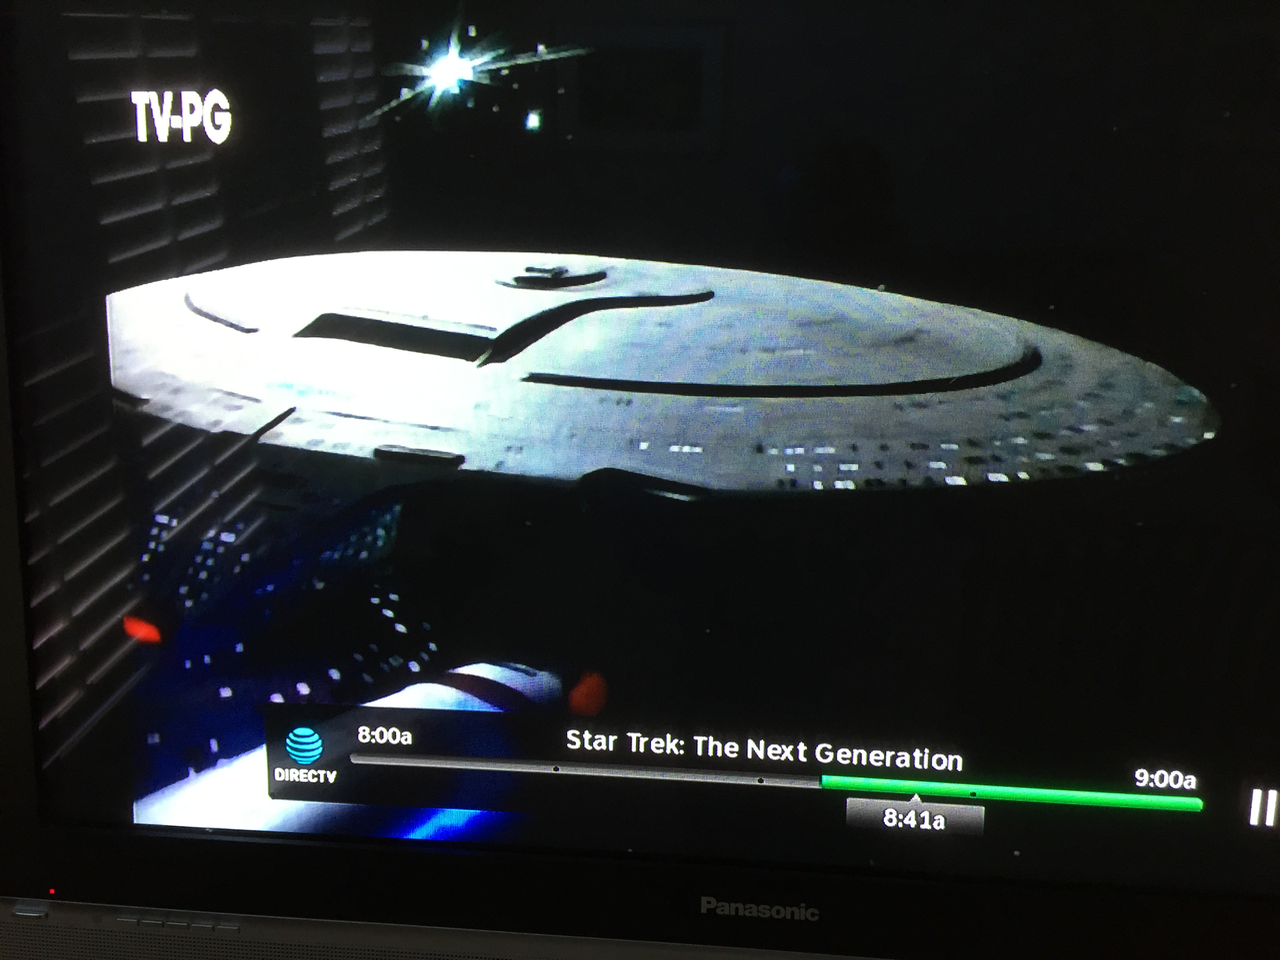 TV-PG
8:00a
Star Trek: The Next Generation
9:00a
DIRECTV
8:41a
Panasonic